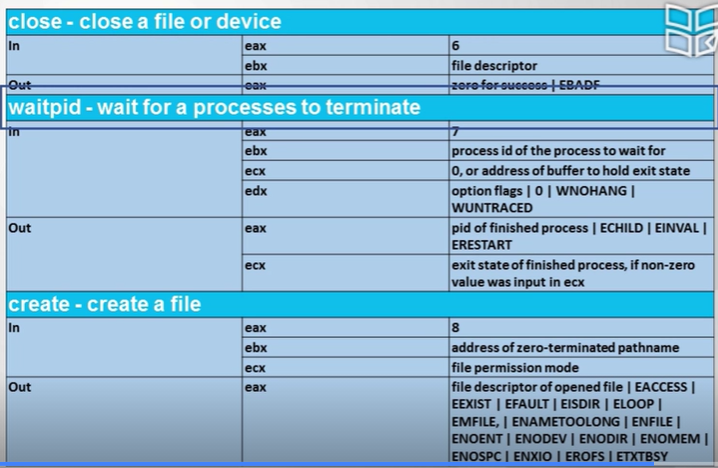 close - close a file or device
In eax 6
ebx file descriptor
Out eax zero for success | EBADF
waitpid - wait for a processes to terminate
In eax 7
ebx process id of the process to wait for
ecx 0, or address of buffer to hold exit state
edx option flags | 0 | WNOHANG |
WUNTRACED
Out eax pid of finished process | ECHILD | EINVAL |
ERESTART
ecx exit state of finished process, if non-zero
value was input in ecx
create - create a file
In eax 8
ebx address of zero-terminated pathname
ecx file permission mode
Out eax file descriptor of opened file | EACCESS |
EEXIST | EFAULT | EISDIR | ELOOP |
EMFILE, | ENAMETOOLONG | ENFILE |
ENOENT | ENODEV | ENODIR | ENOMEM |
ENOSPC | ENXIO | EROFS | ETXTBSY